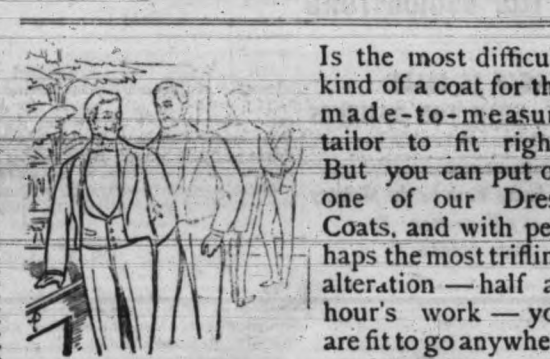 Is the most difficu
kind of a coat for th
made-to-measur
tailor to fit righ
But you can put o
one of our Dres
Coats, and with pe
haps the most triflin
alteration — half a
hour's work — yo
are fit to go anywhe